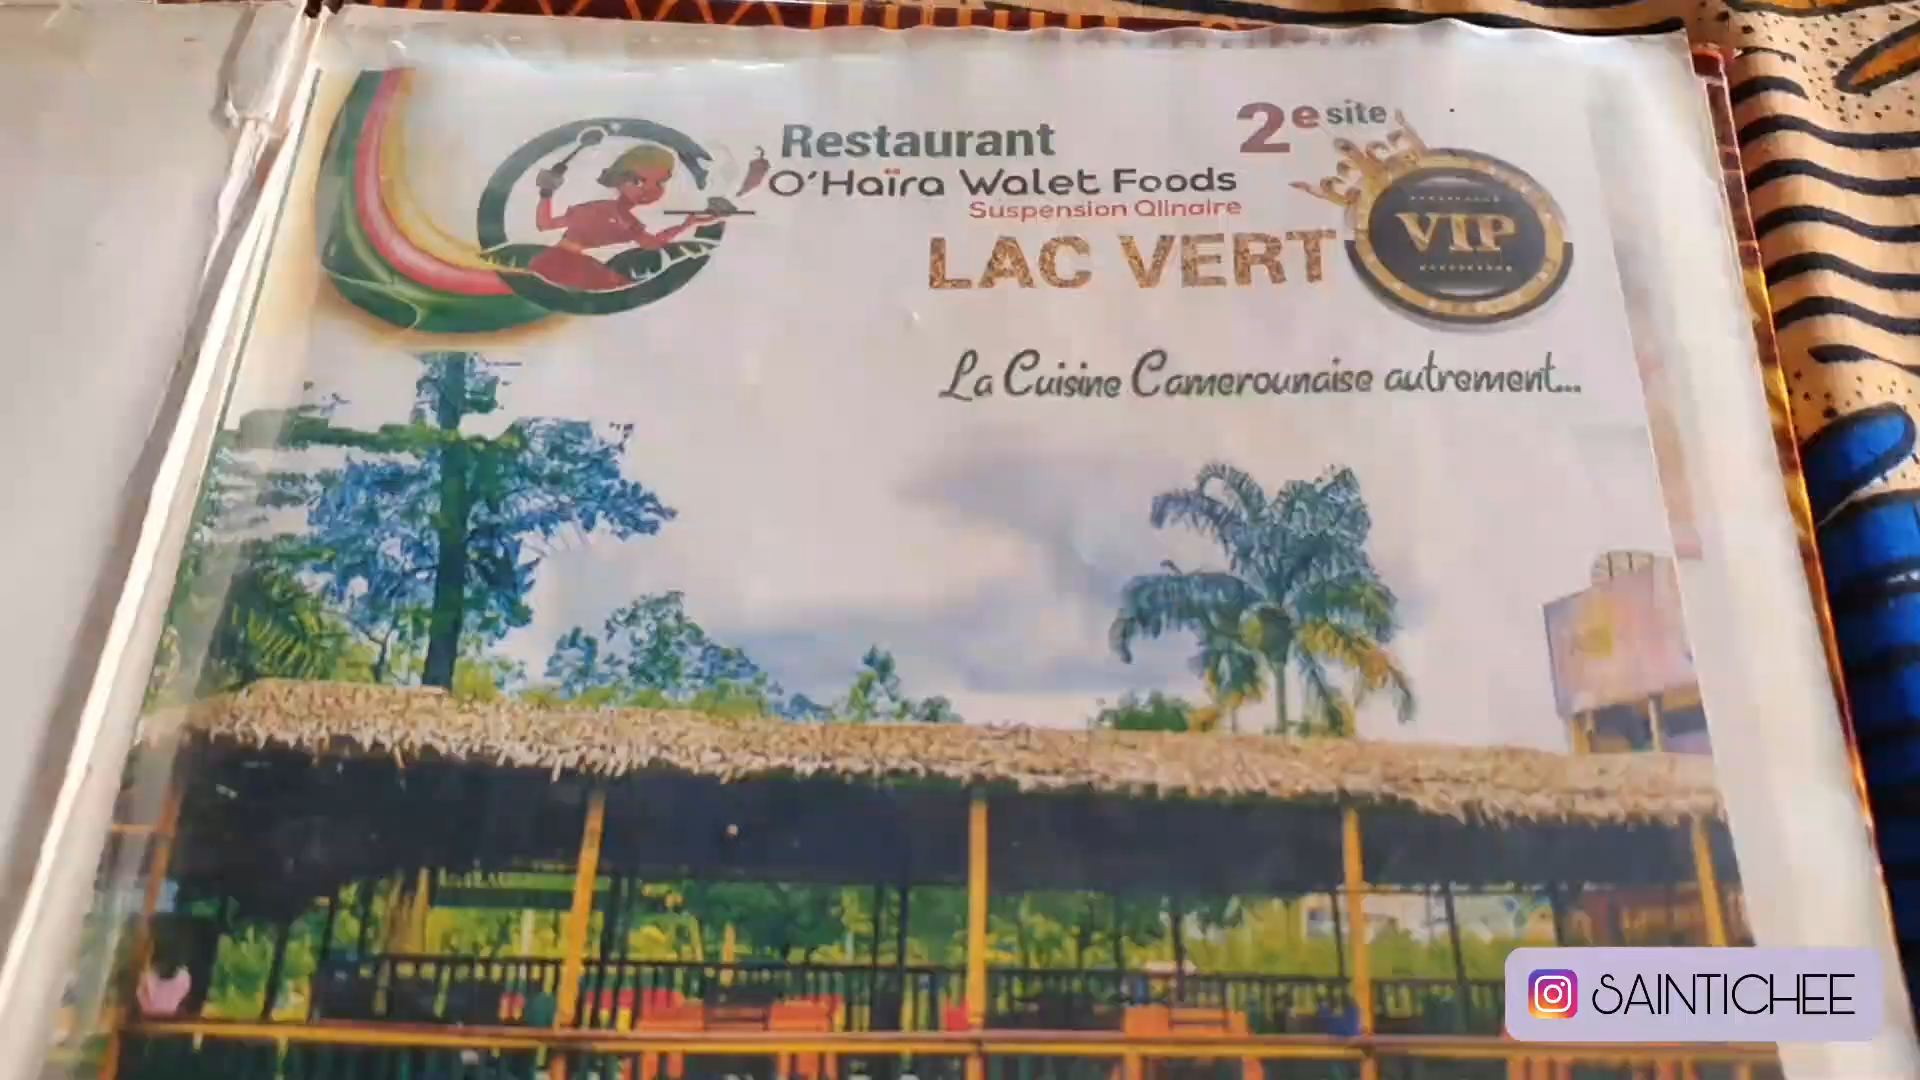 Restaurant
O'Haïra Walet Foods
Suspension Qlinaire
2e site
LAC VERT
VIP
La Cuisine Camerounaise autrement...
SAINTICHEE